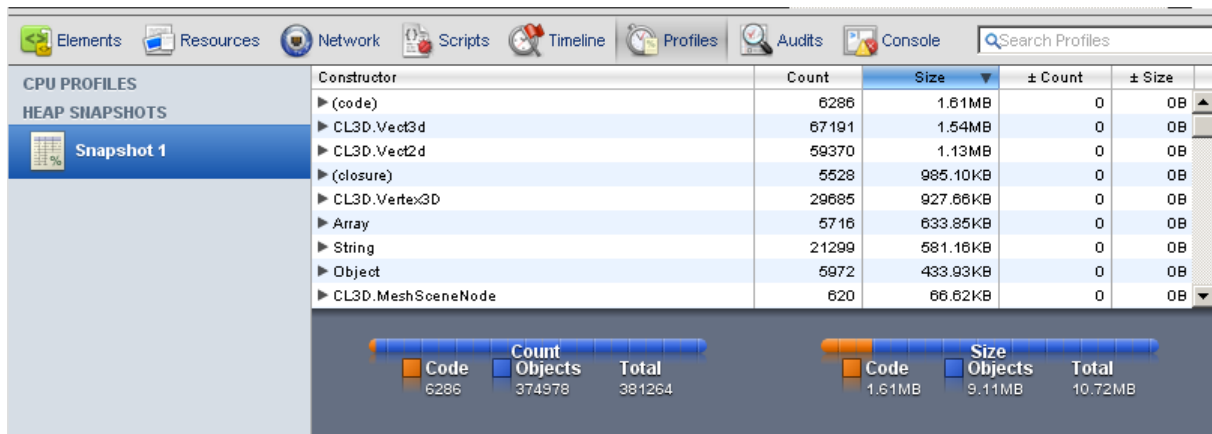 Elements Resources Network Scripts Timeline Profiles Audits Console Search Profiles
CPU PROFILES
HEAP SNAPSHOTS
Snapshot 1
%
Constructor Count Size ± Count ± Size
(code) 6286 1.61MB 0 0B
CL3D.Vect3d 67191 1.54MB 0 0B
CL3D.Vect2d 59370 1.13MB 0 0B
(closure) 5528 985.10KB 0 0B
CL3D.Vertex3D 29685 927.66KB 0 0B
Array 5716 633.85KB 0 0B
String 21299 581.16KB 0 0B
Object 5972 433.93KB 0 0B
CL3D.MeshSceneNode 620 66.62KB 0 0B
Count
Code Objects Total
6286 374978 381264
Size
Code Objects Total
1.61MB 9.11MB 10.72MB